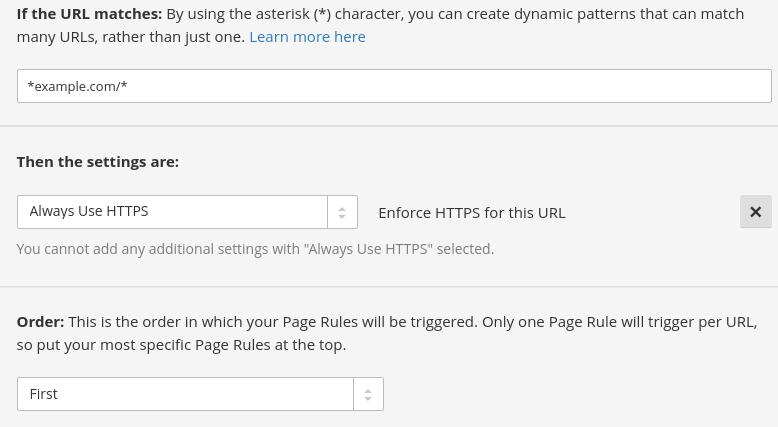 If the URL matches: By using the asterisk (*) character, you can create dynamic patterns that can match
many URLs, rather than just one. Learn more here
*example.com/*
Then the settings are:
Always Use HTTPS
Enforce HTTPS for this URL
×
You cannot add any additional settings with "Always Use HTTPS" selected.
Order: This is the order in which your Page Rules will be triggered. Only one Page Rule will trigger per URL,
so put your most specific Page Rules at the top.
First